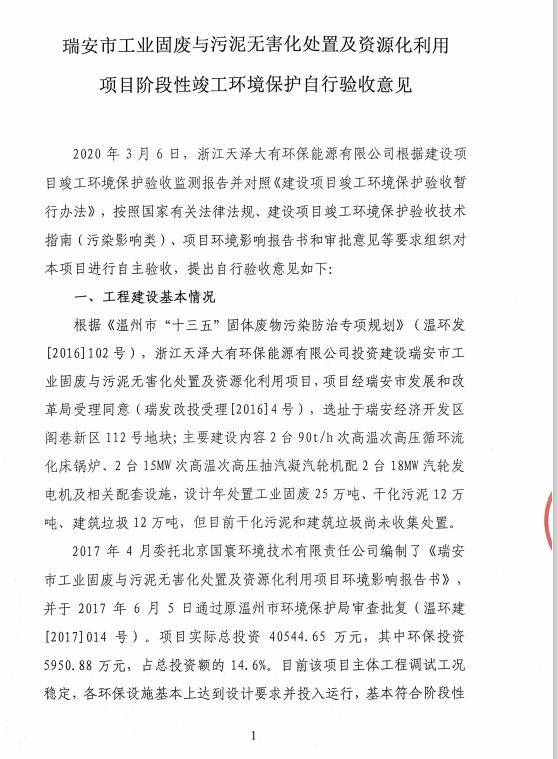 瑞安市工业固废与污泥无害化处置及资源化利用
项目阶段性竣工环境保护自行验收意见
2020 年 3 月 6 日，浙江天泽大有环保能源有限公司根据建设项
目竣工环境保护验收监测报告并对照《建设项目竣工环境保护验收暂
行办法》，按照国家有关法律法规、建设项目竣工环境保护验收技术
指南（污染影响类）、项目环境影响报告书和审批意见等要求组织对
本项目进行自主验收，提出自行验收意见如下：
一、工程建设基本情况
根据《温州市“十三五”固体废物污染防治专项规划》（温环发
[2016]102 号），浙江天泽大有环保能源有限公司投资建设瑞安市工
业固废与污泥无害化处置及资源化利用项目，项目经瑞安市发展和改
革局受理同意（瑞发改投受理[2016]4 号），选址于瑞安经济开发区
阁巷新区 112 号地块；主要建设内容 2 台 90t/h 次高温次高压循环流
化床锅炉、2 台 15MW 次高温次高压抽汽凝汽轮机配 2 台 18MW 汽轮发
电机及相关配套设施，设计年处置工业固废 25 万吨、干化污泥 12 万
吨、建筑垃圾 12 万吨，但目前干化污泥和建筑垃圾尚未收集处置。
2017 年 4 月委托北京国寰环境技术有限责任公司编制了《瑞安
市工业固废与污泥无害化处置及资源化利用项目环境影响报告书》，
并于 2017 年 6 月 5 日通过原温州市环境保护局审查批复（温环建
[2017]014 号）。项目实际总投资 40544.65 万元，其中环保投资
5950.88 万元，占总投资额的 14.6%。目前该项目主体工程调试工况
稳定，各环保设施基本上达到设计要求并投入运行，基本符合阶段性
1